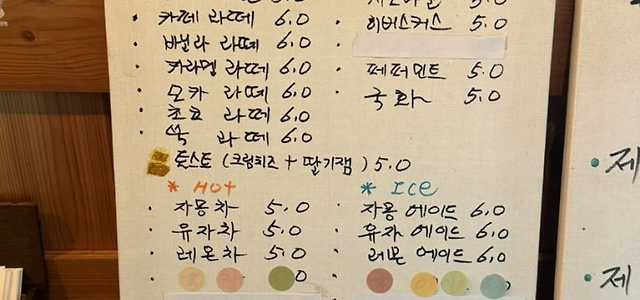 · 카페 라떼 6.0
· 바닐라 라떼 6.0
카라멜 라떼 6.0
· 모카 라떼 6.0
· 초코 라떼 6.0
· 쑥 라떼 6.0
토스트 (크림치즈 + 딸기잼) 5.0
* HOT
· 자몽차 5.0
· 유자차 5.0
· 레몬차 5.0
· 히비스커스 5.0
· 페퍼민트 5.0
· 국화 5.0
* ICE
· 자몽 에이드 6.0
· 유자 에이드 6.0
· 레몬 에이드 6.0
· 제
· 제